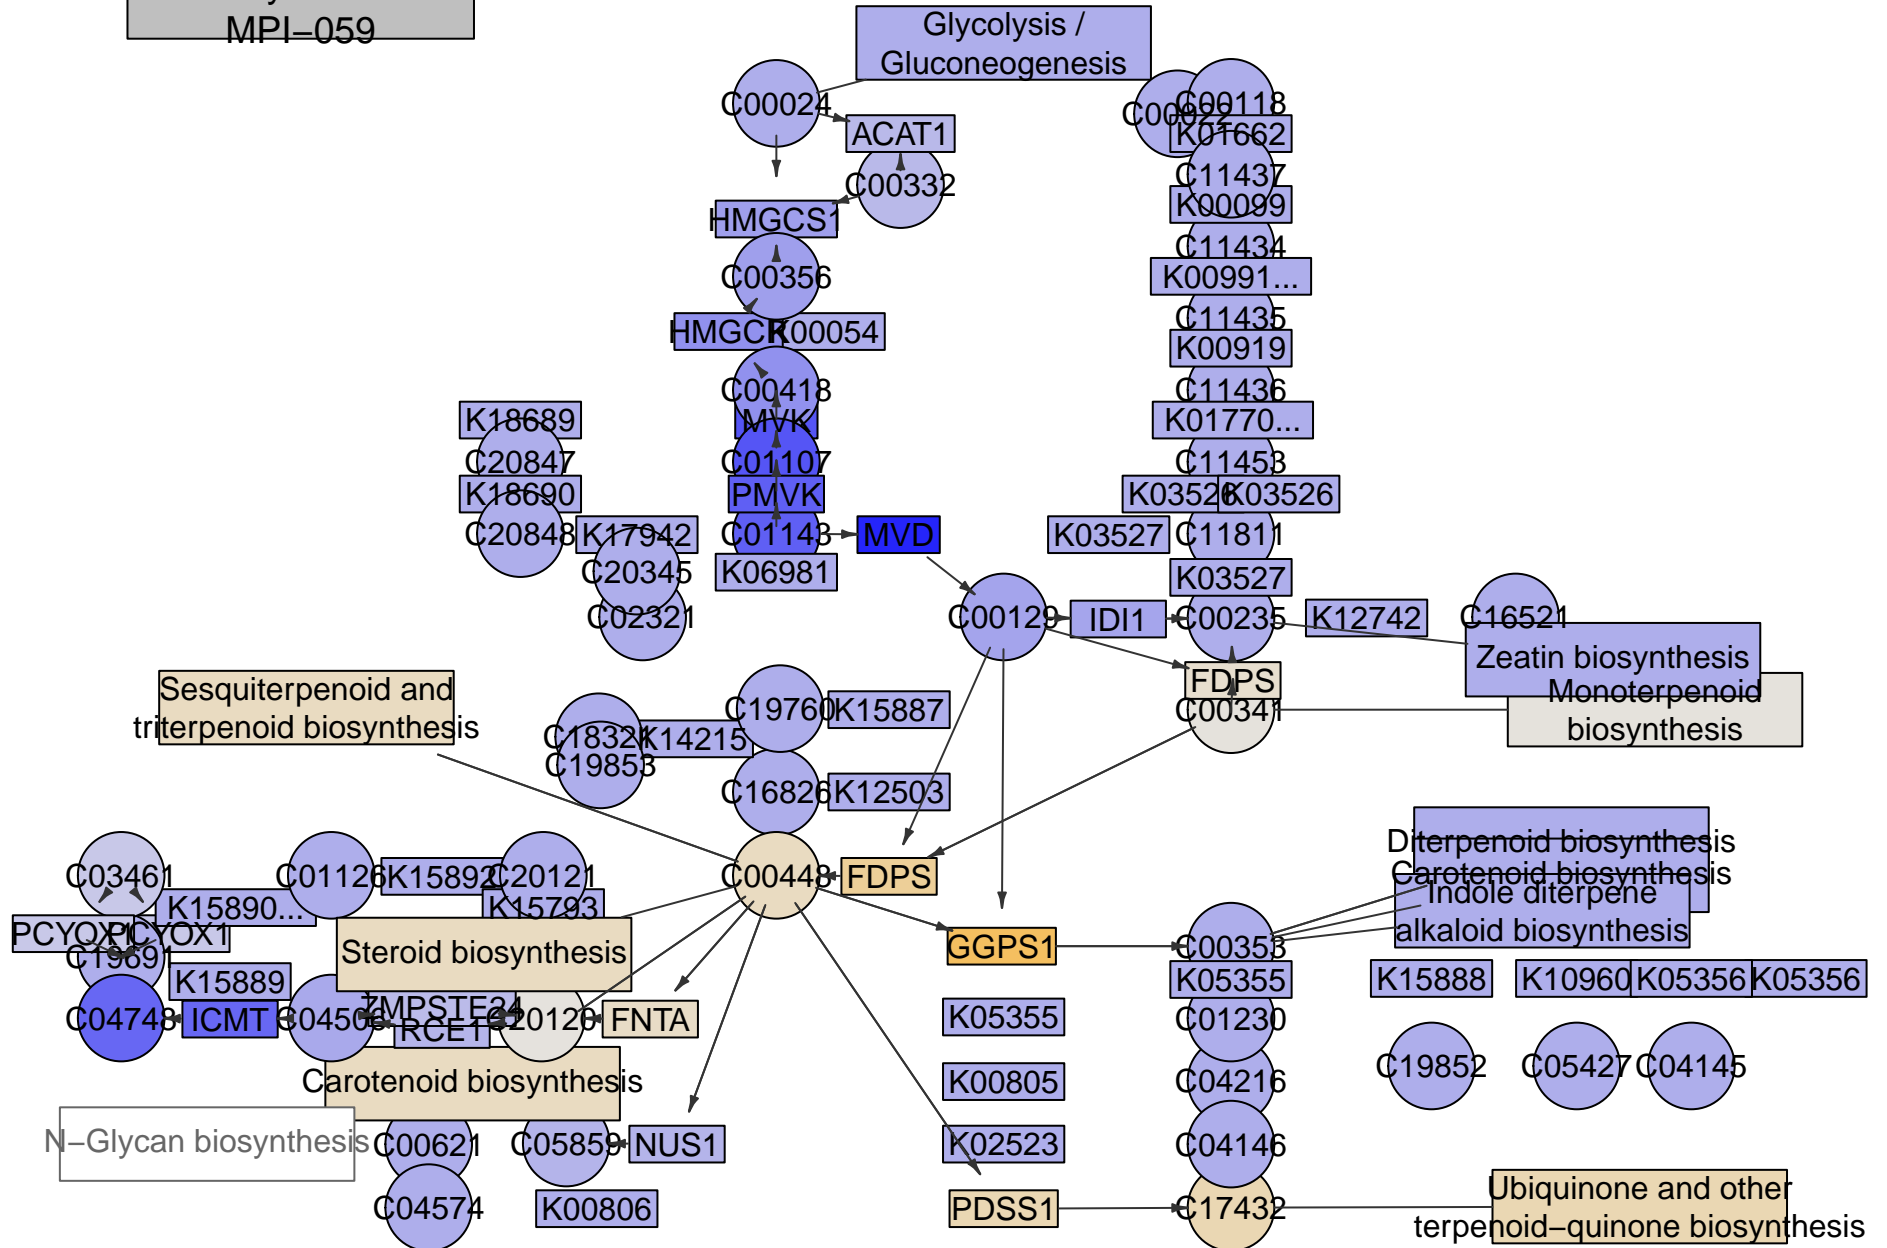 MPI−059
Glycolysis /
Gluconeogenesis
C00024
C00022
C00118
ACAT1
K01662
C00332
C11437
HMGCS1
K00099
C11434
C00356
K00991...
C11435
HMGCR
K00054
K00919
C00418
C11436
K18689
MVK
K01770...
C20847
C01107
C11453
K18690
PMVK
K03526
K03526
C20848
K17942
C01143
MVD
K03527
C11811
C20345
K06981
K03527
C02321
C00129
IDI1
C00235
K12742
C16521
Zeatin biosynthesis
Sesquiterpenoid and
triterpenoid biosynthesis
FDPS
Monoterpenoid
biosynthesis
C19760
K15887
C00341
C18321
K14215
C19853
C16826
K12503
Diterpenoid biosynthesis
Carotenoid biosynthesis
C03461
C01126
K15892
C20121
C00448
FDPS
Indole diterpene
alkaloid biosynthesis
K15890...
K15793
PCYOX1
PCYOX1
Steroid biosynthesis
GGPS1
C00353
C19691
K15889
K05355
K15888
K10960
K05356
K05356
C04748
ICMT
C04506
ZMPSTE24
RCE1
C20120
FNTA
K05355
C01230
C19852
C05427
C04145
Carotenoid biosynthesis
K00805
C04216
N−Glycan biosynthesis
C00621
C05859
NUS1
K02523
C04146
C04574
K00806
PDSS1
C17432
Ubiquinone and other
terpenoid−quinone biosynthesis